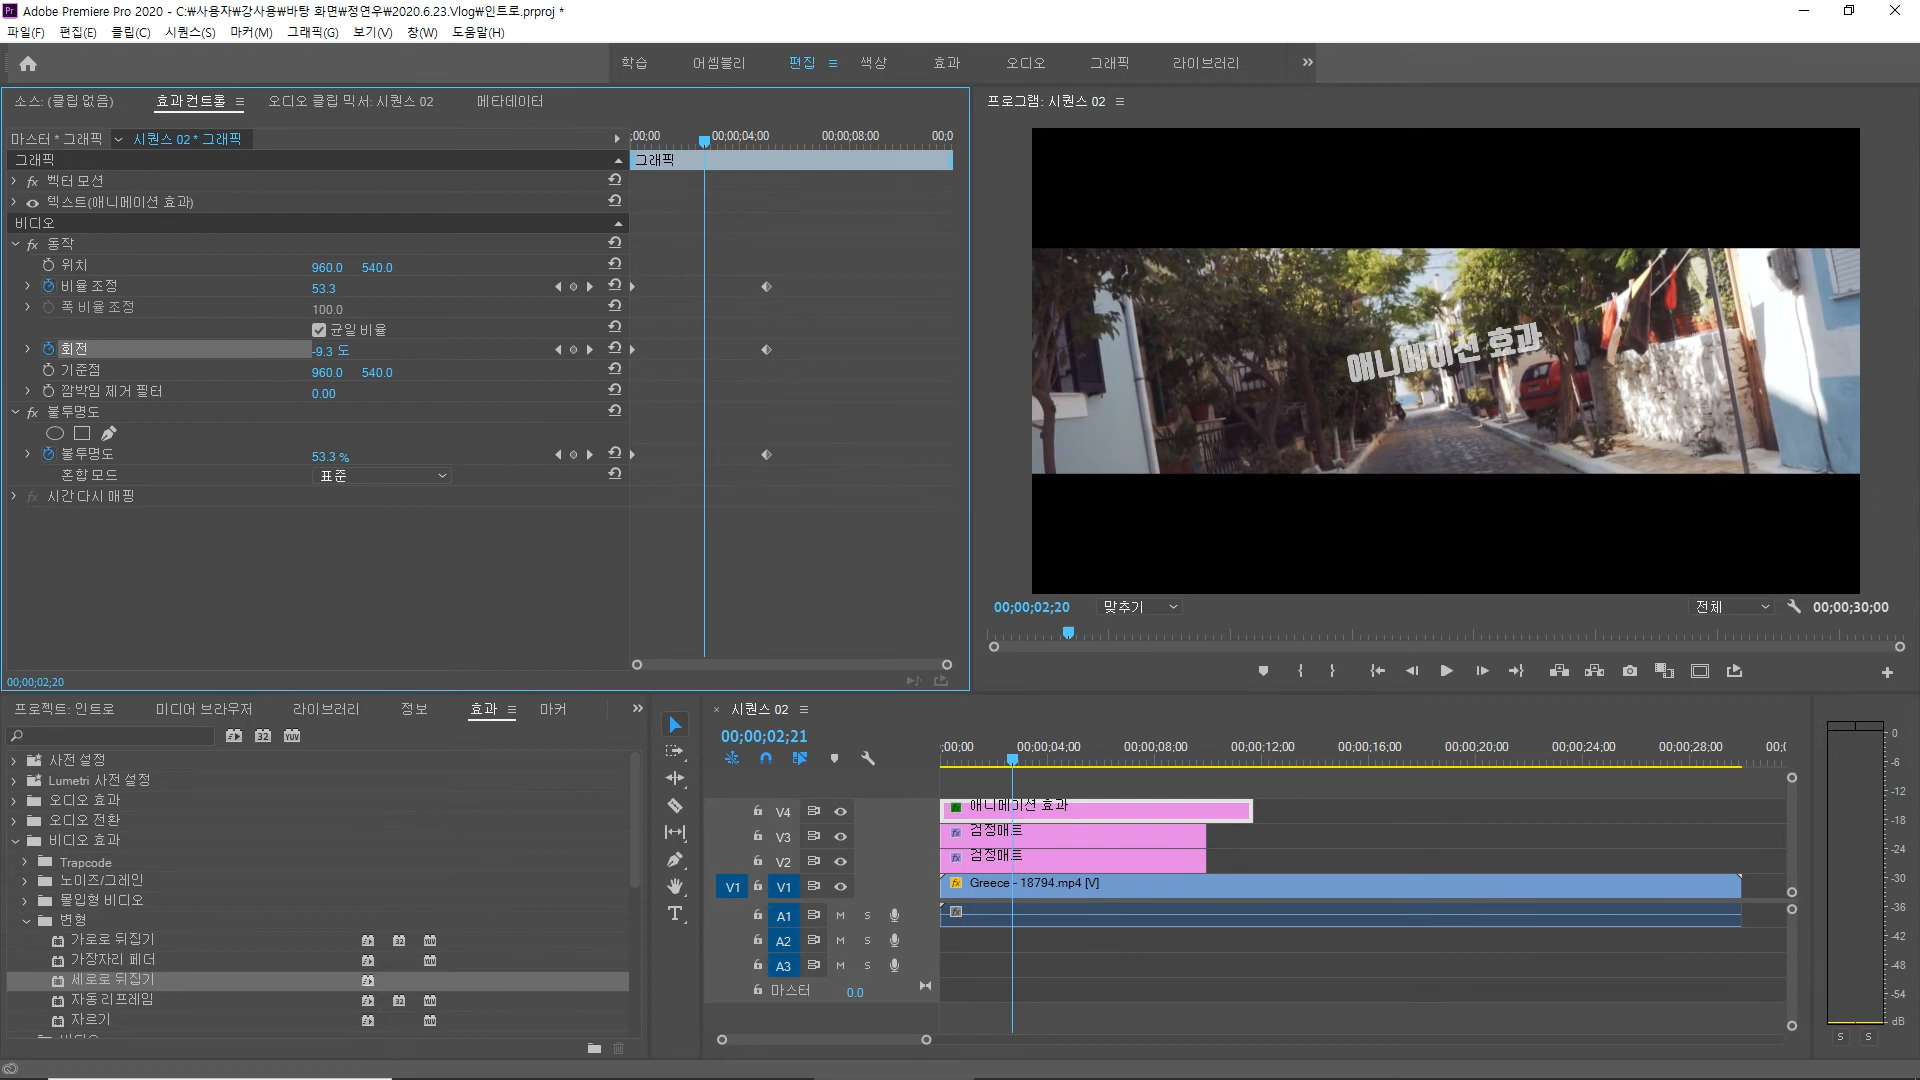 Adobe Premiere Pro 2020 - C:₩사용자₩강사용₩바탕 화면₩정연우₩2020.6.23.Vlog₩인트로.prproj *
파일(F) 편집(E) 클립(C) 시퀀스(S) 마커(M) 그래픽(G) 보기(V) 창(W) 도움말(H)
학습 어셈블리 편집 색상 효과 오디오 그래픽 라이브러리
소스: (클립 없음) 효과 컨트롤 오디오 클립 믹서: 시퀀스 02 메타데이터
프로그램: 시퀀스 02
마스터 * 그래픽 시퀀스 02 * 그래픽
;00;00 00;00;04;00 00;00;08;00 00;0
그래픽
그래픽
fx 벡터 모션
텍스트(애니메이션 효과)
비디오
fx 동작
위치 960.0 540.0
비율 조정 53.3
폭 비율 조정 100.0
균일 비율
회전 -9.3 도
기준점 960.0 540.0
깜박임 제거 필터 0.00
fx 불투명도
불투명도 53.3 %
혼합 모드 표준
fx 시간 다시 매핑
00;00;02;20
애니메이션 효과
00;00;02;20 맞추기 전체 00;00;30;00
프로젝트: 인트로 미디어 브라우저 라이브러리 정보 효과 마커
32 YUV
사전 설정
Lumetri 사전 설정
오디오 효과
오디오 전환
비디오 효과
Trapcode
노이즈/그레인
몰입형 비디오
변형
가로로 뒤집기 32 YUV
가장자리 페더 YUV
세로로 뒤집기
자동 리프레임 32 YUV
자르기 YUV
시퀀스 02
00;00;02;21
;00;00 00;00;04;00 00;00;08;00 00;00;12;00 00;00;16;00 00;00;20;00 00;00;24;00 00;00;28;00 00;0
V4 fx 애니메이션 효과
V3 fx 검정매트
V2 fx 검정매트
V1 V1 fx Greece - 18794.mp4 [V]
A1 M S fx
A2 M S
A3 M S
마스터 0.0
0
-6
-12
-18
-24
-30
-36
-42
-48
-54
dB
S S
T